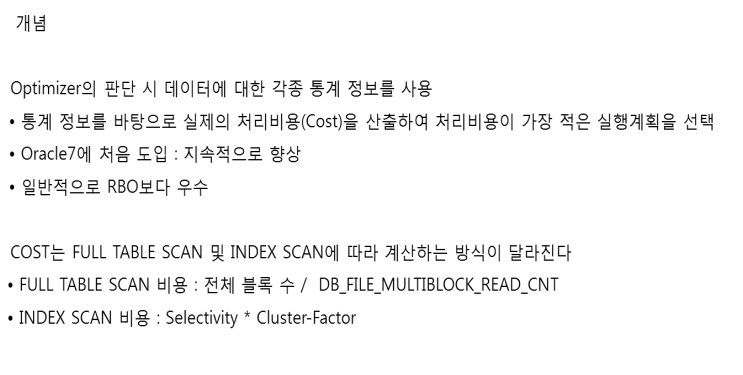 개념
Optimizer의 판단 시 데이터에 대한 각종 통계 정보를 사용
• 통계 정보를 바탕으로 실제의 처리비용(Cost)을 산출하여 처리비용이 가장 적은 실행계획을 선택
• Oracle7에 처음 도입 : 지속적으로 향상
• 일반적으로 RBO보다 우수
COST는 FULL TABLE SCAN 및 INDEX SCAN에 따라 계산하는 방식이 달라진다
• FULL TABLE SCAN 비용 : 전체 블록 수 / DB_FILE_MULTIBLOCK_READ_CNT
• INDEX SCAN 비용 : Selectivity * Cluster-Factor